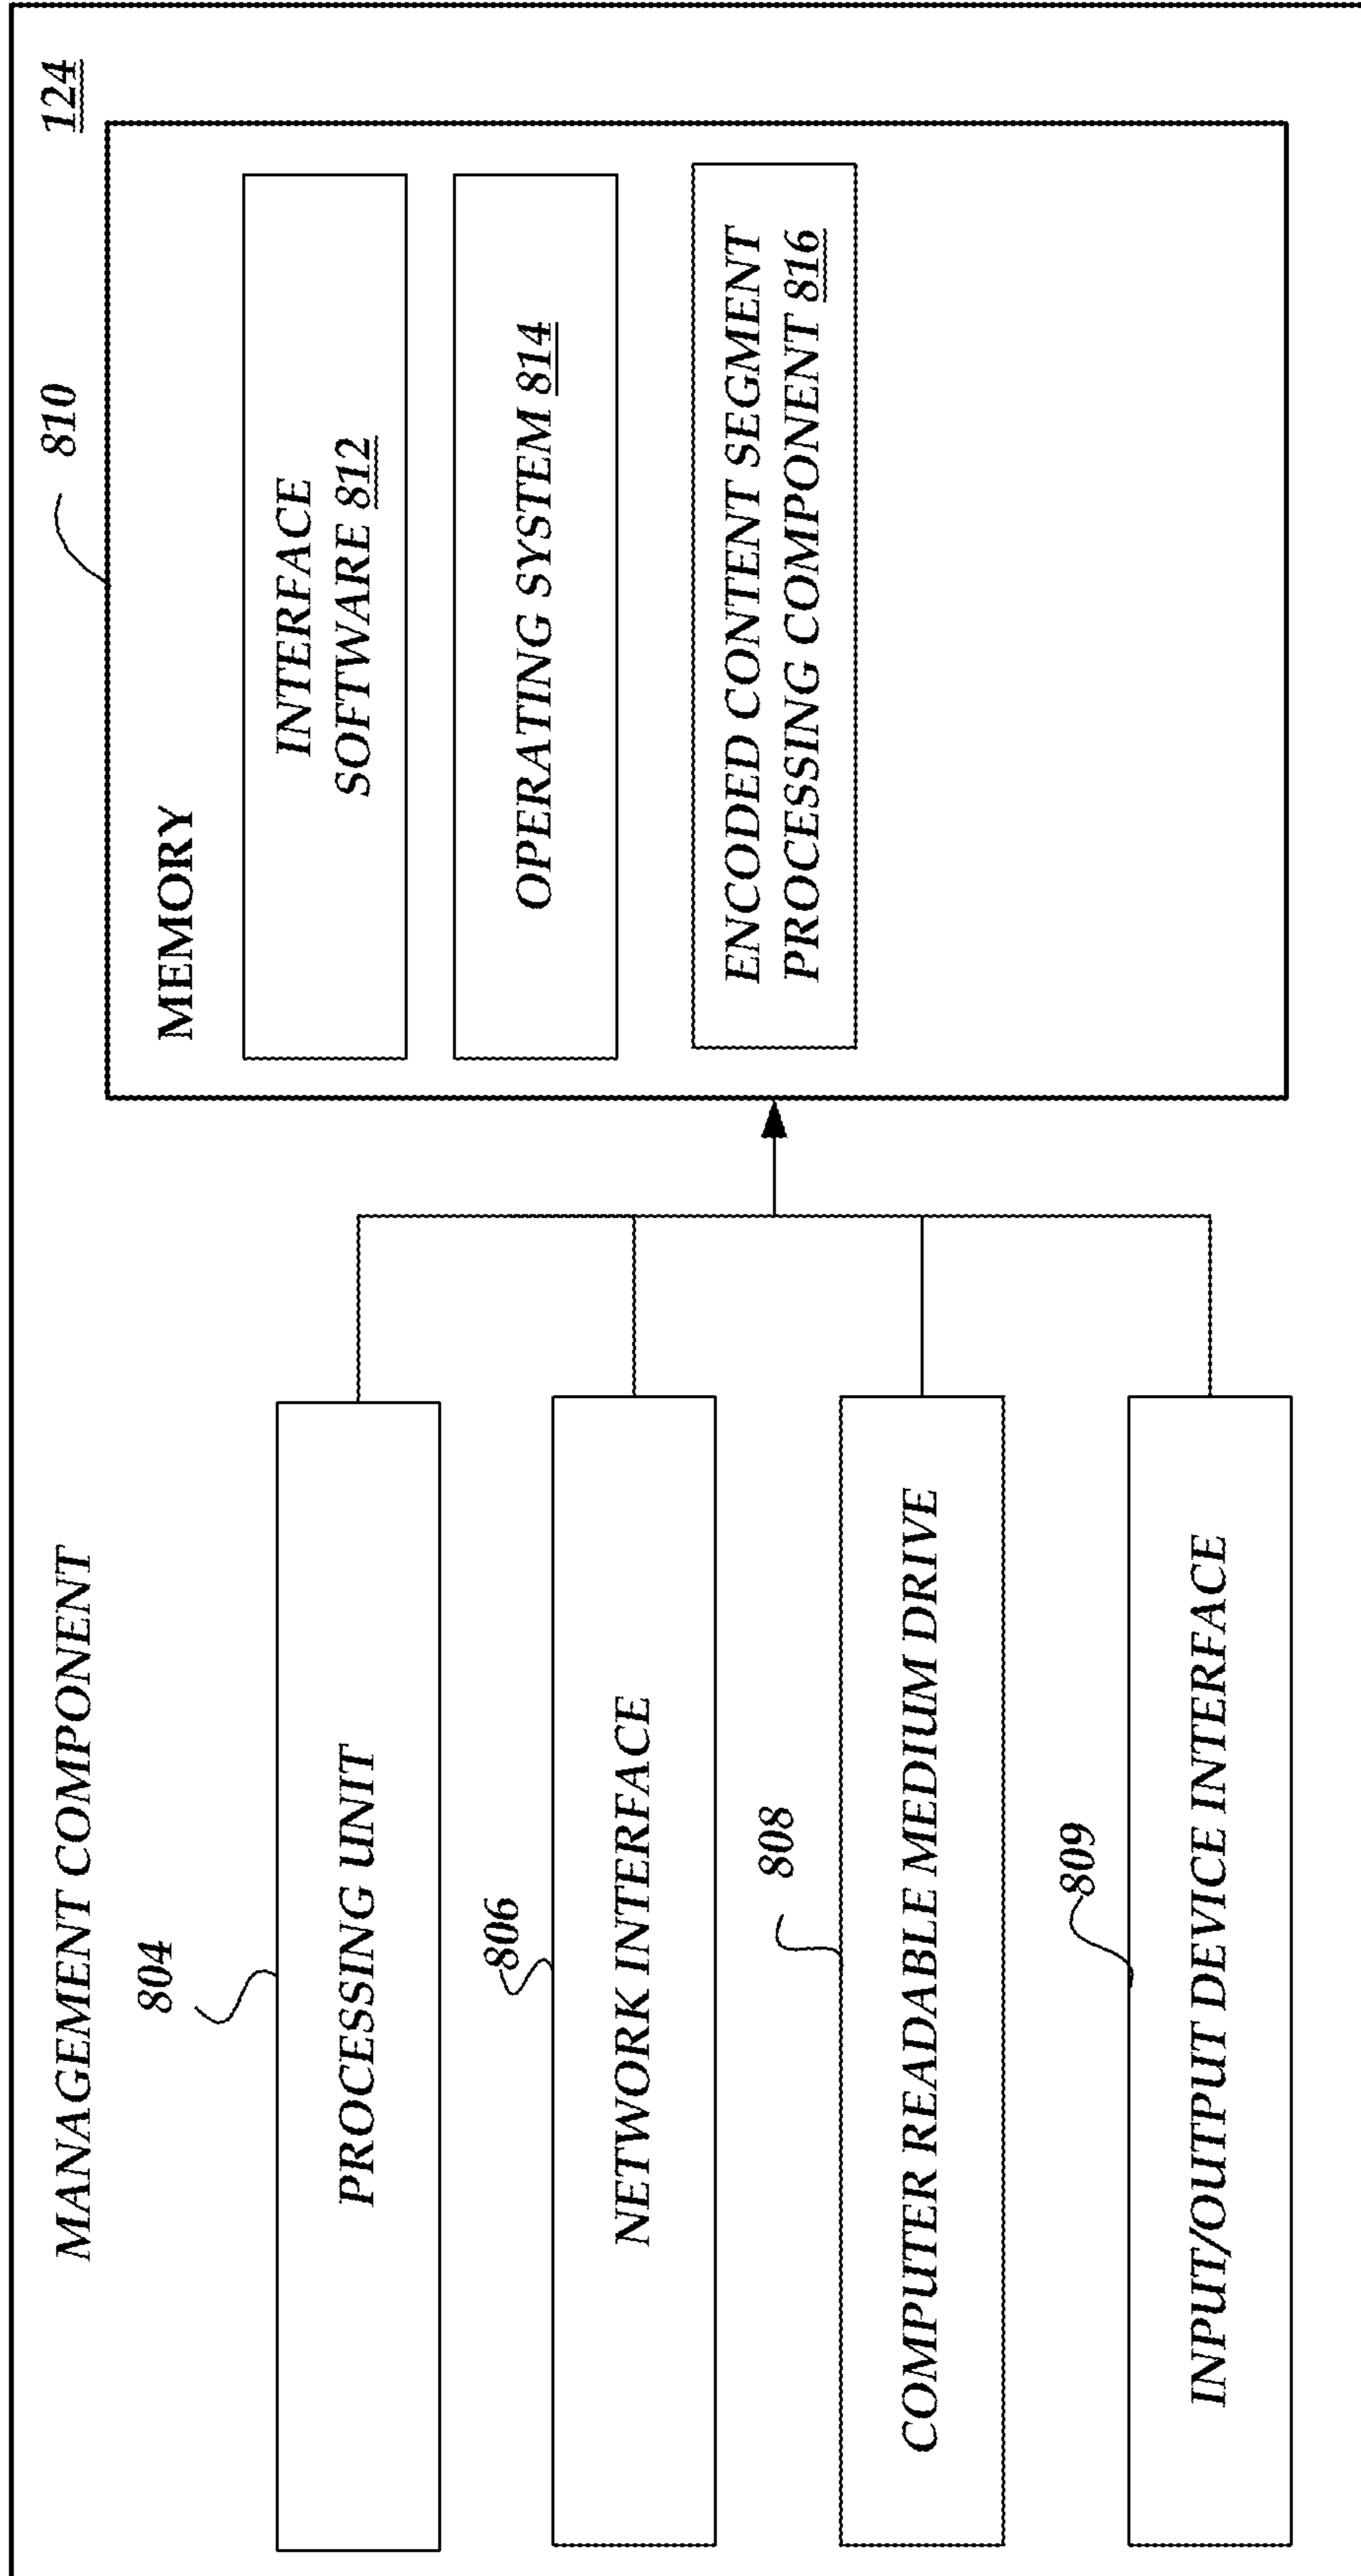 124
MANAGEMENT COMPONENT
804
PROCESSING UNIT
806
NETWORK INTERFACE
808
COMPUTER READABLE MEDIUM DRIVE
809
INPUT/OUTPUT DEVICE INTERFACE
810
MEMORY
INTERFACE
SOFTWARE 812
OPERATING SYSTEM 814
ENCODED CONTENT SEGMENT
PROCESSING COMPONENT 816